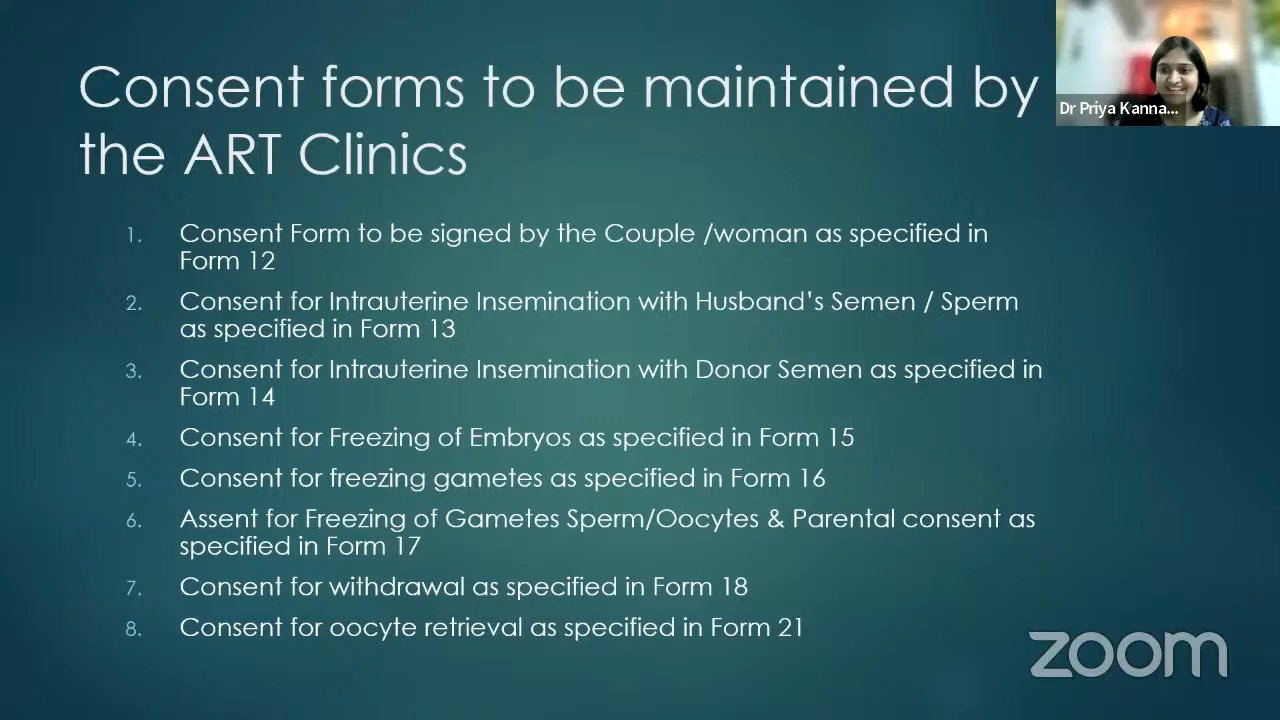 Consent forms to be maintained by
the ART Clinics
Dr Priya Kanna...
1. Consent Form to be signed by the Couple /woman as specified in
Form 12
2. Consent for Intrauterine Insemination with Husband’s Semen / Sperm
as specified in Form 13
3. Consent for Intrauterine Insemination with Donor Semen as specified in
Form 14
4. Consent for Freezing of Embryos as specified in Form 15
5. Consent for freezing gametes as specified in Form 16
6. Assent for Freezing of Gametes Sperm/Oocytes & Parental consent as
specified in Form 17
7. Consent for withdrawal as specified in Form 18
8. Consent for oocyte retrieval as specified in Form 21
zoom